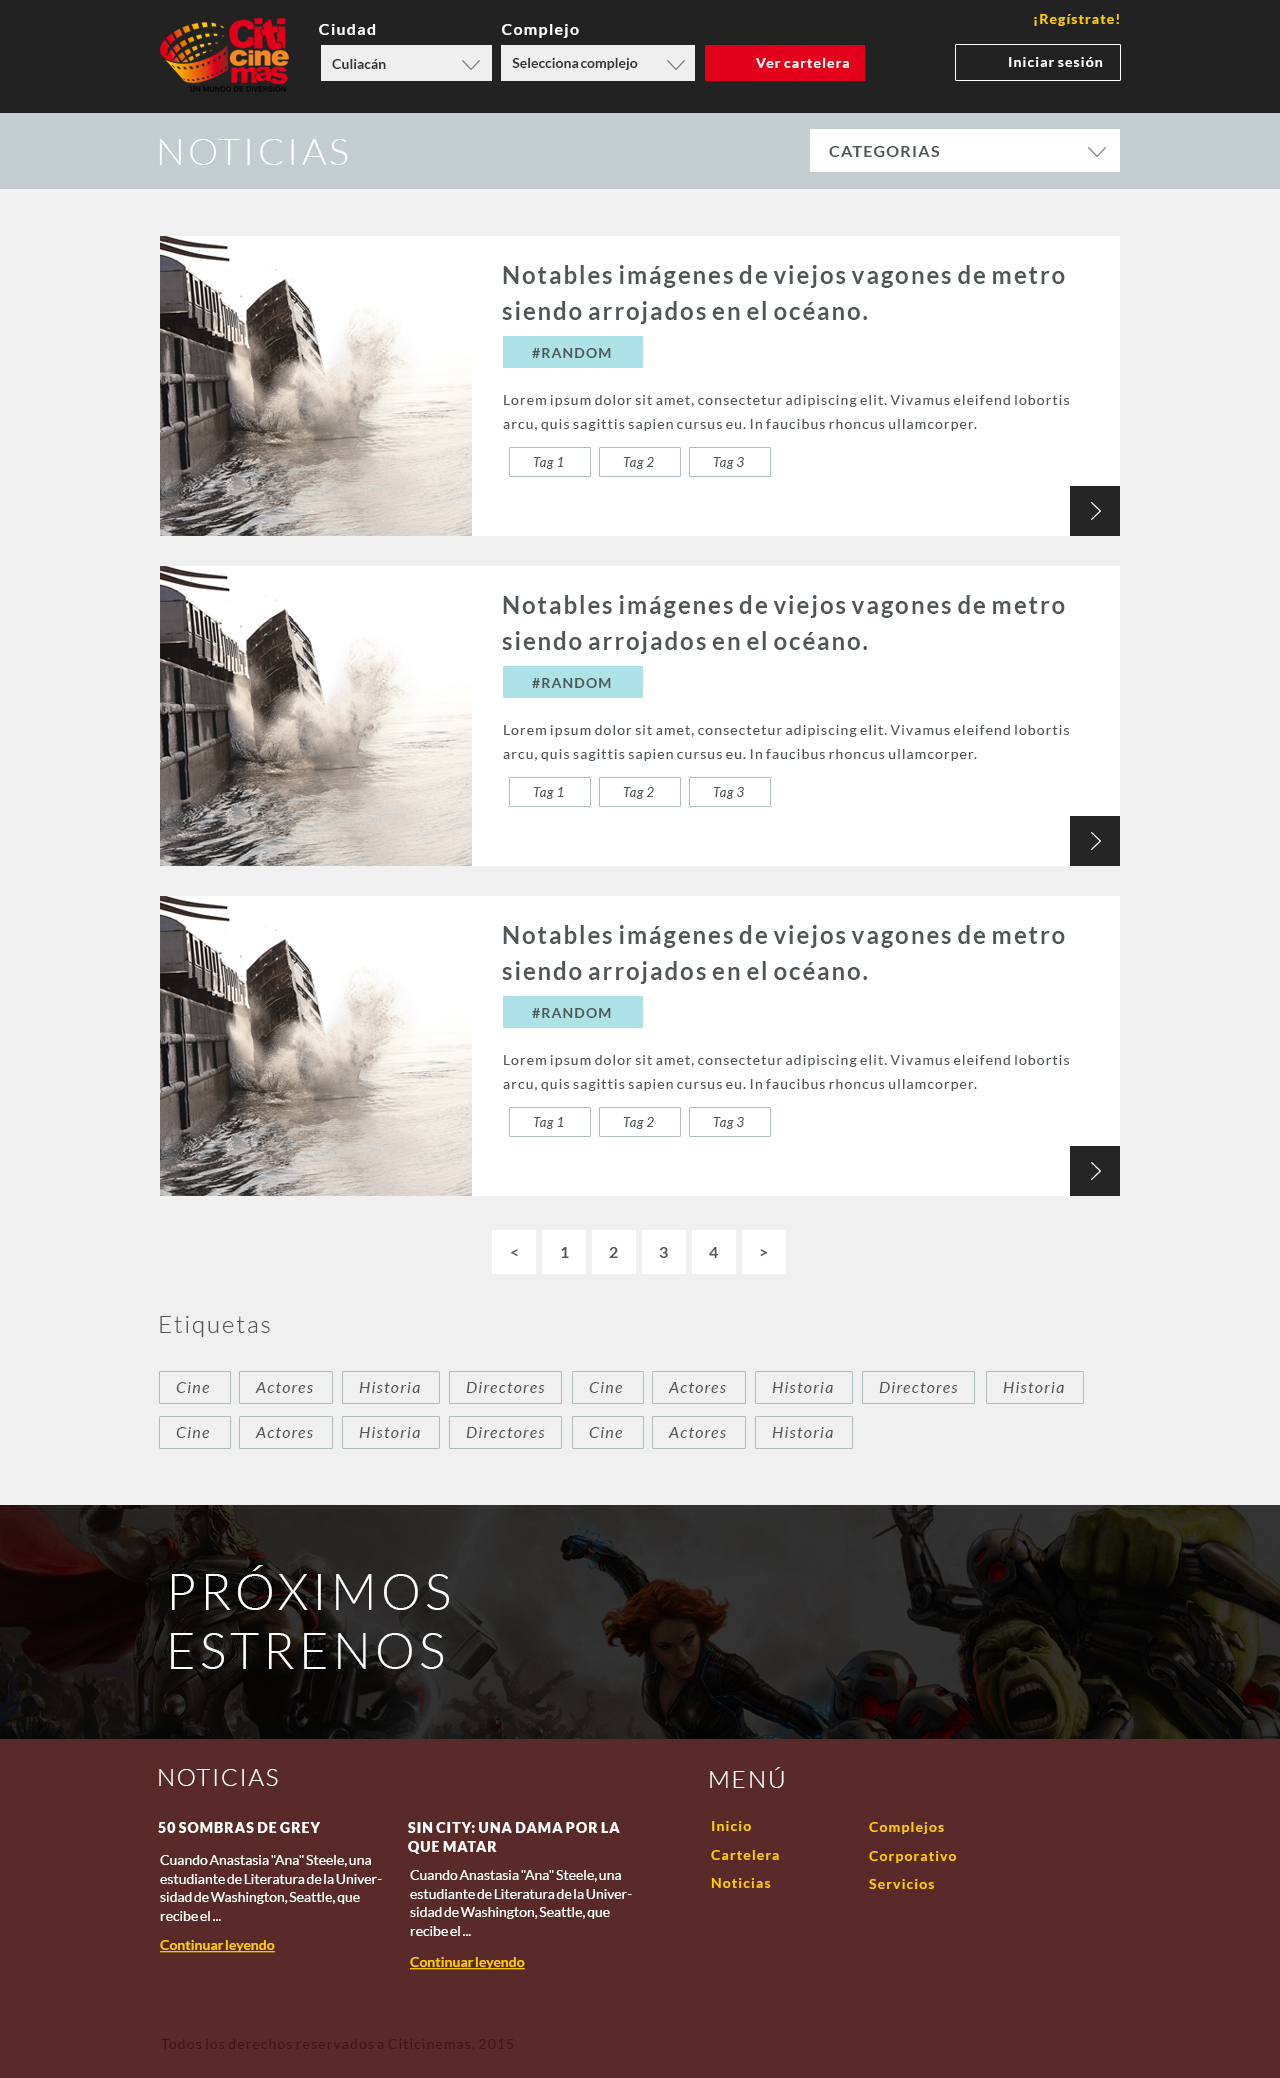 Citi
cine
mas
UN MUNDO DE DIVERSIÓN
Ciudad
Culiacán
Complejo
Selecciona complejo
Ver cartelera
¡Regístrate!
Iniciar sesión
NOTICIAS
CATEGORIAS
Notables imágenes de viejos vagones de metro
siendo arrojados en el océano.
#RANDOM
Lorem ipsum dolor sit amet, consectetur adipiscing elit. Vivamus eleifend lobortis
arcu, quis sagittis sapien cursus eu. In faucibus rhoncus ullamcorper.
Tag 1 Tag 2 Tag 3
Notables imágenes de viejos vagones de metro
siendo arrojados en el océano.
#RANDOM
Lorem ipsum dolor sit amet, consectetur adipiscing elit. Vivamus eleifend lobortis
arcu, quis sagittis sapien cursus eu. In faucibus rhoncus ullamcorper.
Tag 1 Tag 2 Tag 3
Notables imágenes de viejos vagones de metro
siendo arrojados en el océano.
#RANDOM
Lorem ipsum dolor sit amet, consectetur adipiscing elit. Vivamus eleifend lobortis
arcu, quis sagittis sapien cursus eu. In faucibus rhoncus ullamcorper.
Tag 1 Tag 2 Tag 3
< 1 2 3 4 >
Etiquetas
Cine Actores Historia Directores Cine Actores Historia Directores Historia
Cine Actores Historia Directores Cine Actores Historia
PRÓXIMOS
ESTRENOS
NOTICIAS
50 SOMBRAS DE GREY
Cuando Anastasia "Ana" Steele, una
estudiante de Literatura de la Univer-
sidad de Washington, Seattle, que
recibe el ...
Continuar leyendo
SIN CITY: UNA DAMA POR LA
QUE MATAR
Cuando Anastasia "Ana" Steele, una
estudiante de Literatura de la Univer-
sidad de Washington, Seattle, que
recibe el ...
Continuar leyendo
MENÚ
Inicio
Cartelera
Noticias
Complejos
Corporativo
Servicios
Todos los derechos reservados a Citicinemas. 2015